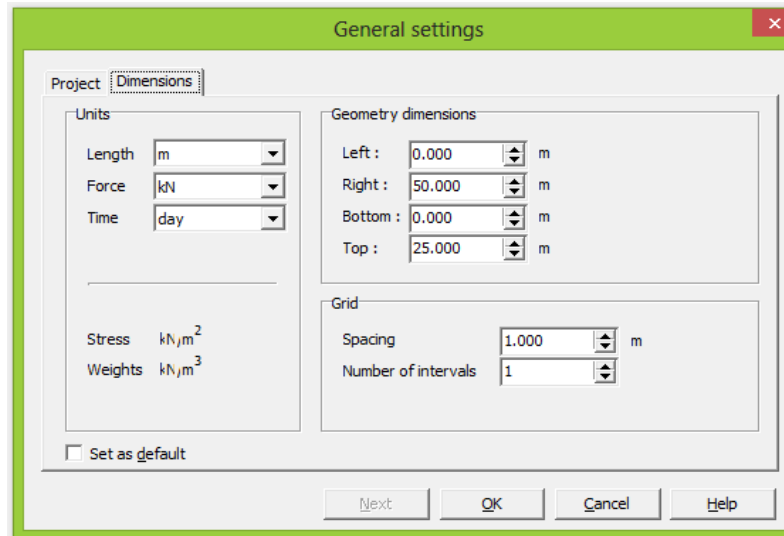 General settings
Project Dimensions
Units
Length m
Force kN
Time day
Stress kN/m²
Weights kN/m³
Geometry dimensions
Left : 0.000 m
Right : 50.000 m
Bottom : 0.000 m
Top : 25.000 m
Grid
Spacing 1.000 m
Number of intervals 1
Set as default
Next OK Cancel Help